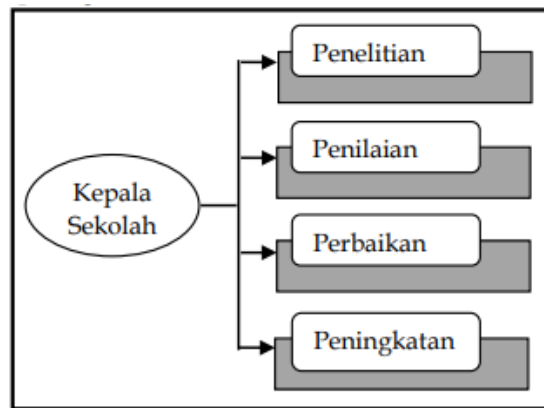 Penelitian
Penilaian
Kepala
Sekolah
Perbaikan
Peningkatan